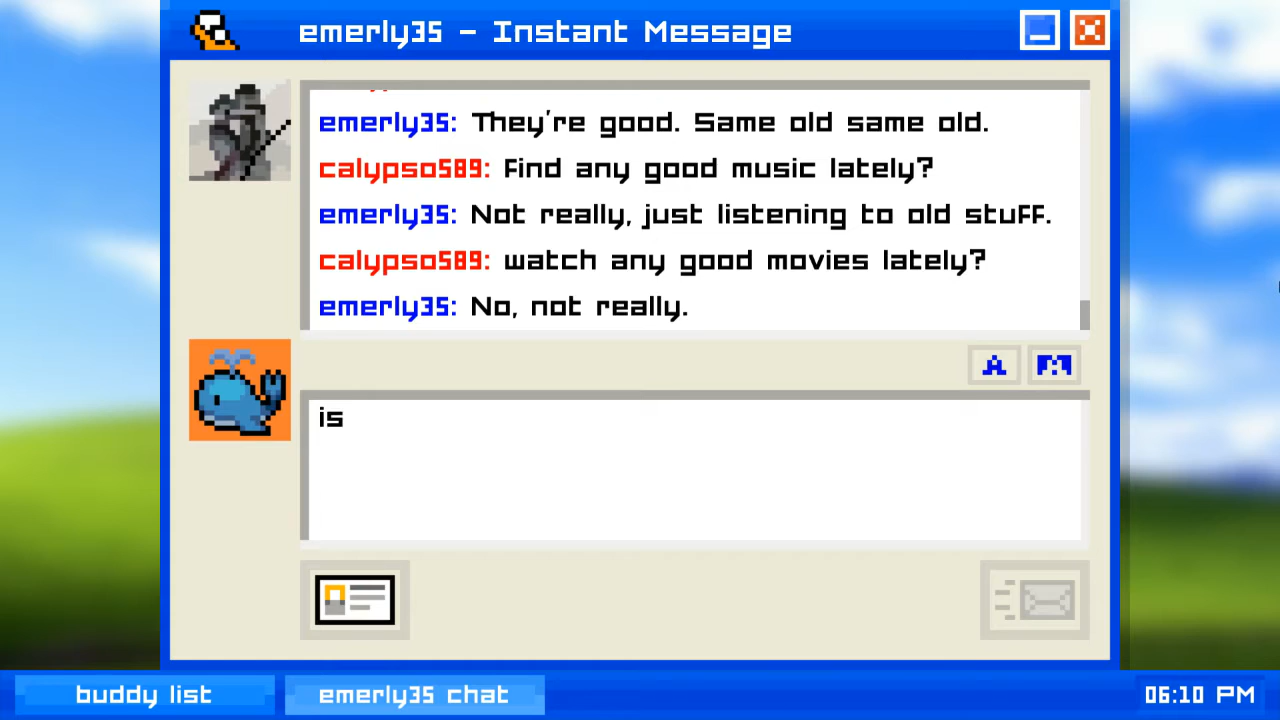 emerly35 - Instant Message
emerly35: They're good. Same old same old.
calypso589: find any good music lately?
emerly35: Not really, just listening to old stuff.
calypso589: watch any good movies lately?
emerly35: No, not really.
A
is
buddy list
emerly35 chat
06:10 PM